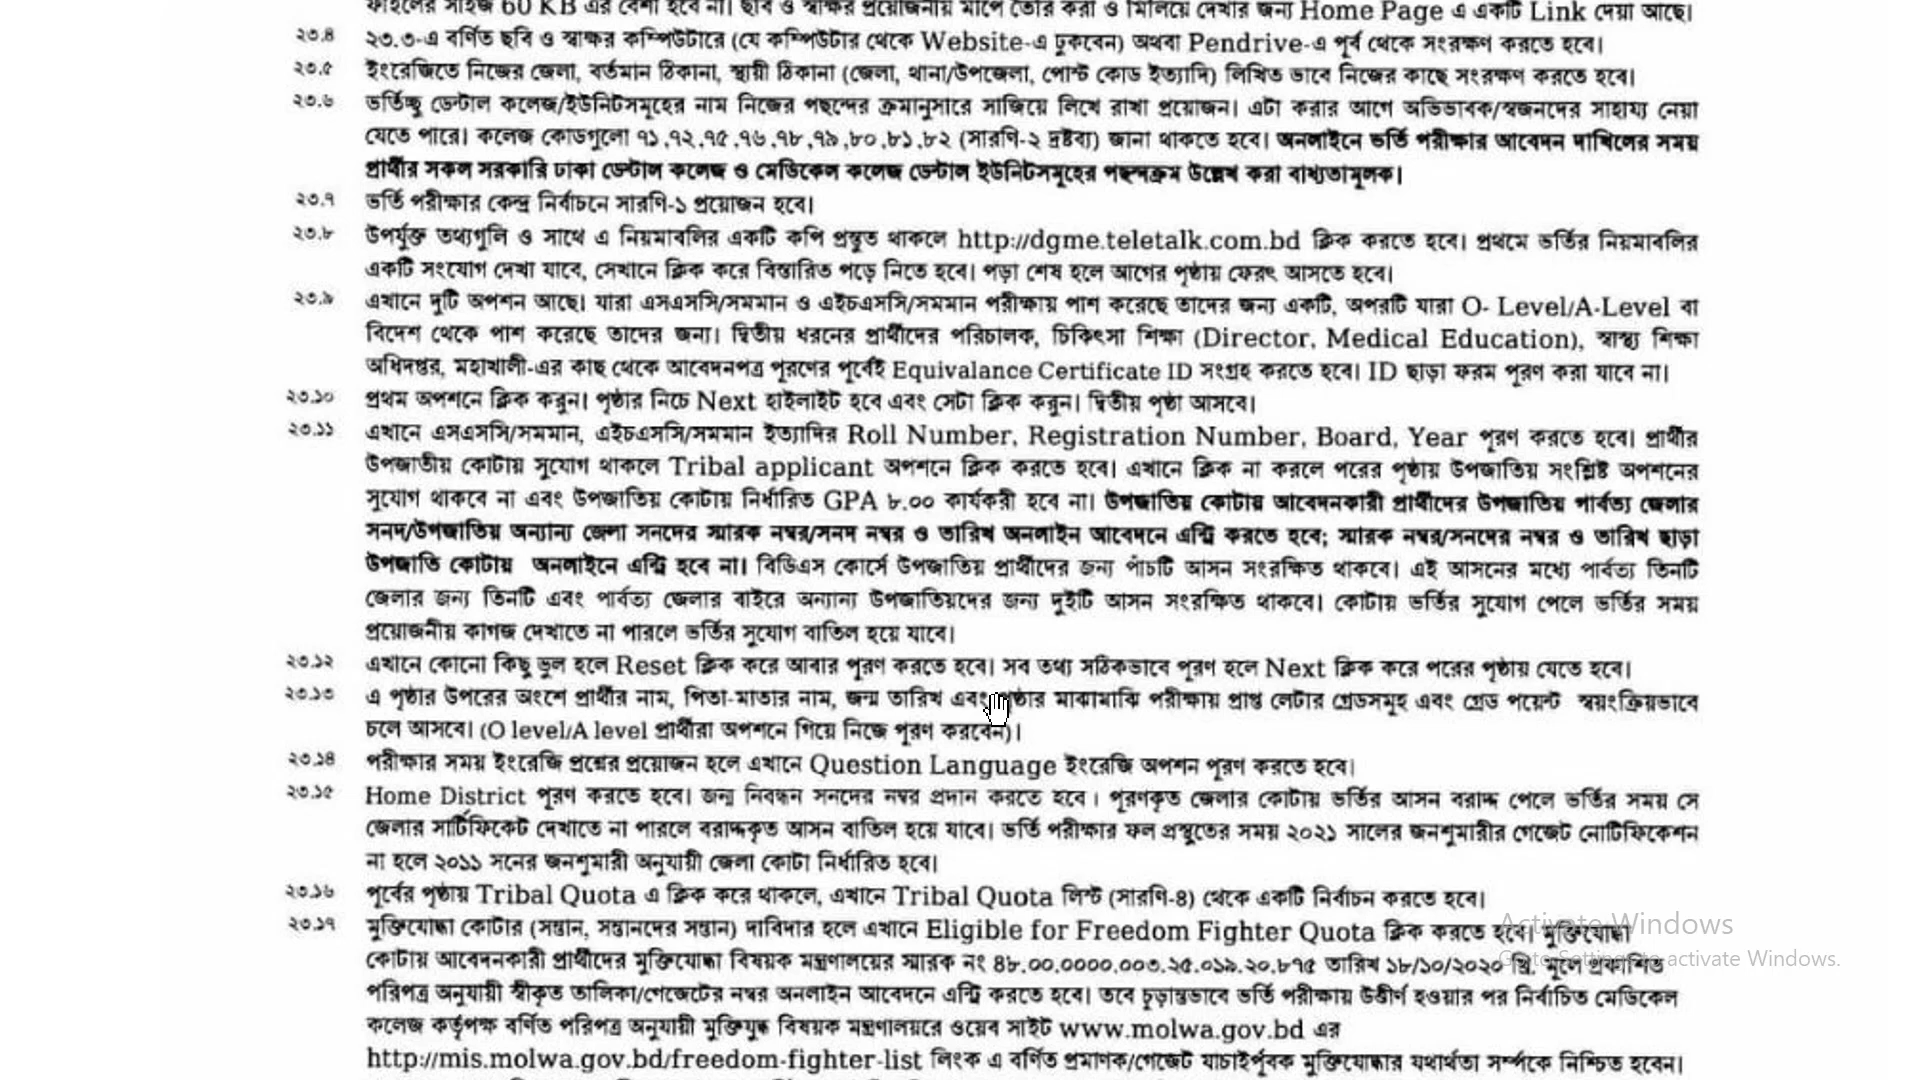 ফাইলের সাইজ 60 KB এর বেশী হবে না। ছবি ও স্বাক্ষর প্রয়োজনীয় মাপে তৈরি করা ও মিলিয়ে দেখার জন্য Home Page এ একটি Link দেয়া আছে।
২৩.৪ ২৩.৩-এ বর্ণিত ছবি ও স্বাক্ষর কম্পিউটারে (যে কম্পিউটার থেকে Website-এ ঢুকবেন) অথবা Pendrive-এ পূর্ব থেকে সংরক্ষণ করতে হবে।
২৩.৫ ইংরেজিতে নিজের জেলা, বর্তমান ঠিকানা, স্থায়ী ঠিকানা (জেলা, থানা/উপজেলা, পোস্ট কোড ইত্যাদি) লিখিত ভাবে নিজের কাছে সংরক্ষণ করতে হবে।
২৩.৬ ভর্তিচ্ছু ডেন্টাল কলেজ/ইউনিটসমূহের নাম নিজের পছন্দের ক্রমানুসারে সাজিয়ে লিখে রাখা প্রয়োজন। এটা করার আগে অভিভাবক/স্বজনদের সাহায্য নেয়া
যেতে পারে। কলেজ কোডগুলো ৭১,৭২,৭৫,৭৬,৭৮,৭৯,৮০,৮১,৮২ (সারণি-২ দ্রষ্টব্য) জানা থাকতে হবে। অনলাইনে ভর্তি পরীক্ষার আবেদন দাখিলের সময়
প্রার্থীর সকল সরকারি ঢাকা ডেন্টাল কলেজ ও মেডিকেল কলেজ ডেন্টাল ইউনিটসমূহের পছন্দক্রম উল্লেখ করা বাধ্যতামূলক।
২৩.৭ ভর্তি পরীক্ষার কেন্দ্র নির্বাচনে সারণি-১ প্রয়োজন হবে।
২৩.৮ উপর্যুক্ত তথ্যগুলি ও সাথে এ নিয়মাবলির একটি কপি প্রস্তুত থাকলে http://dgme.teletalk.com.bd ক্লিক করতে হবে। প্রথমে ভর্তির নিয়মাবলির
একটি সংযোগ দেখা যাবে, সেখানে ক্লিক করে বিস্তারিত পড়ে নিতে হবে। পড়া শেষ হলে আগের পৃষ্ঠায় ফেরৎ আসতে হবে।
২৩.৯ এখানে দুটি অপশন আছে। যারা এসএসসি/সমমান ও এইচএসসি/সমমান পরীক্ষায় পাশ করেছে তাদের জন্য একটি, অপরটি যারা O- Level/A-Level বা
বিদেশ থেকে পাশ করেছে তাদের জন্য। দ্বিতীয় ধরনের প্রার্থীদের পরিচালক, চিকিৎসা শিক্ষা (Director, Medical Education), স্বাস্থ্য শিক্ষা
অধিদপ্তর, মহাখালী-এর কাছ থেকে আবেদনপত্র পূরণের পূর্বেই Equivalance Certificate ID সংগ্রহ করতে হবে। ID ছাড়া ফরম পূরণ করা যাবে না।
২৩.১০ প্রথম অপশনে ক্লিক করুন। পৃষ্ঠার নিচে Next হাইলাইট হবে এবং সেটা ক্লিক করুন। দ্বিতীয় পৃষ্ঠা আসবে।
২৩.১১ এখানে এসএসসি/সমমান, এইচএসসি/সমমান ইত্যাদির Roll Number, Registration Number, Board, Year পূরণ করতে হবে। প্রার্থীর
উপজাতীয় কোটায় সুযোগ থাকলে Tribal applicant অপশনে ক্লিক করতে হবে। এখানে ক্লিক না করলে পরের পৃষ্ঠায় উপজাতিয় সংশ্লিষ্ট অপশনের
সুযোগ থাকবে না এবং উপজাতিয় কোটায় নির্ধারিত GPA ৮.০০ কার্যকরী হবে না। উপজাতিয় কোটায় আবেদনকারী প্রার্থীদের উপজাতিয় পার্বত্য জেলার
সনদ/উপজাতিয় অন্যান্য জেলা সনদের স্মারক নম্বর/সনদ নম্বর ও তারিখ অনলাইন আবেদনে এন্ট্রি করতে হবে; স্মারক নম্বর/সনদের নম্বর ও তারিখ ছাড়া
উপজাতি কোটায় অনলাইনে এন্ট্রি হবে না। বিডিএস কোর্সে উপজাতিয় প্রার্থীদের জন্য পাঁচটি আসন সংরক্ষিত থাকবে। এই আসনের মধ্যে পার্বত্য তিনটি
জেলার জন্য তিনটি এবং পার্বত্য জেলার বাইরে অন্যান্য উপজাতিয়দের জন্য দুইটি আসন সংরক্ষিত থাকবে। কোটায় ভর্তির সুযোগ পেলে ভর্তির সময়
প্রয়োজনীয় কাগজ দেখাতে না পারলে ভর্তির সুযোগ বাতিল হয়ে যাবে।
২৩.১২ এখানে কোনো কিছু ভুল হলে Reset ক্লিক করে আবার পূরণ করতে হবে। সব তথ্য সঠিকভাবে পূরণ হলে Next ক্লিক করে পরের পৃষ্ঠায় যেতে হবে।
২৩.১৩ এ পৃষ্ঠার উপরের অংশে প্রার্থীর নাম, পিতা-মাতার নাম, জন্ম তারিখ এবং পৃষ্ঠার মাঝামাঝি পরীক্ষায় প্রাপ্ত লেটার গ্রেডসমূহ এবং গ্রেড পয়েন্ট স্বয়ংক্রিয়ভাবে
চলে আসবে। (O level/A level প্রার্থীরা অপশনে গিয়ে নিজে পূরণ করবেন)।
২৩.১৪ পরীক্ষার সময় ইংরেজি প্রশ্নের প্রয়োজন হলে এখানে Question Language ইংরেজি অপশন পূরণ করতে হবে।
২৩.১৫ Home District পূরণ করতে হবে। জন্ম নিবন্ধন সনদের নম্বর প্রদান করতে হবে। পূরণকৃত জেলার কোটায় ভর্তির আসন বরাদ্দ পেলে ভর্তির সময় সে
জেলার সার্টিফিকেট দেখাতে না পারলে বরাদ্দকৃত আসন বাতিল হয়ে যাবে। ভর্তি পরীক্ষার ফল প্রস্থুতের সময় ২০২১ সালের জনশুমারীর গেজেট নোটিফিকেশন
না হলে ২০১১ সনের জনশুমারী অনুযায়ী জেলা কোটা নির্ধারিত হবে।
২৩.১৬ পূর্বের পৃষ্ঠায় Tribal Quota এ ক্লিক করে থাকলে, এখানে Tribal Quota লিস্ট (সারণি-৪) থেকে একটি নির্বাচন করতে হবে।
২৩.১৭ মুক্তিযোদ্ধা কোটার (সন্তান, সন্তানদের সন্তান) দাবিদার হলে এখানে Eligible for Freedom Fighter Quota ক্লিক করতে হবে। মুক্তিযোদ্ধা
কোটায় আবেদনকারী প্রার্থীদের মুক্তিযোদ্ধা বিষয়ক মন্ত্রণালয়ের স্মারক নং ৪৮.০০.০০০০.০০৩.২৫.০১৯.২০.৮৭৫ তারিখ ১৮/১০/২০২০ খ্রি. মূলে প্রকাশিত
পরিপত্র অনুযায়ী স্বীকৃত তালিকা/গেজেটের নম্বর অনলাইন আবেদনে এন্ট্রি করতে হবে। তবে চূড়ান্তভাবে ভর্তি পরীক্ষায় উত্তীর্ণ হওয়ার পর নির্বাচিত মেডিকেল
কলেজ কর্তৃপক্ষ বর্ণিত পরিপত্র অনুযায়ী মুক্তিযুদ্ধ বিষয়ক মন্ত্রণালয়রে ওয়েব সাইট www.molwa.gov.bd এর
http://mis.molwa.gov.bd/freedom-fighter-list লিংক এ বর্ণিত প্রমাণক/গেজেট যাচাইর্পূবক মুক্তিযোদ্ধার যথার্থতা সর্ম্পকে নিশ্চিত হবেন।
Activate Windows
Go to Settings to activate Windows.